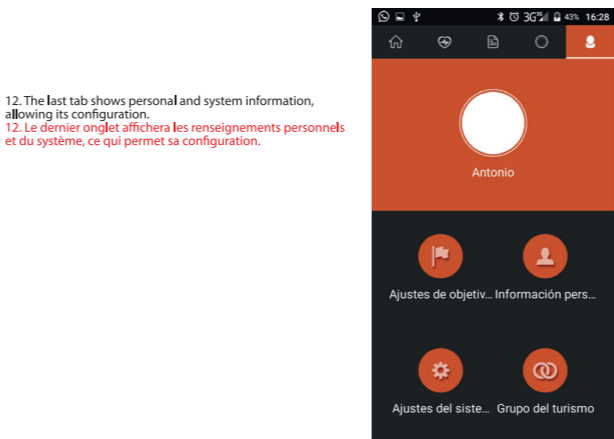 12. The last tab shows personal and system information,
allowing its configuration.
12. Le dernier onglet affichera les renseignements personnels
et du système, ce qui permet sa configuration.
3G 43% 16:28
Antonio
Ajustes de objetiv... Información pers...
Ajustes del siste... Grupo del turismo